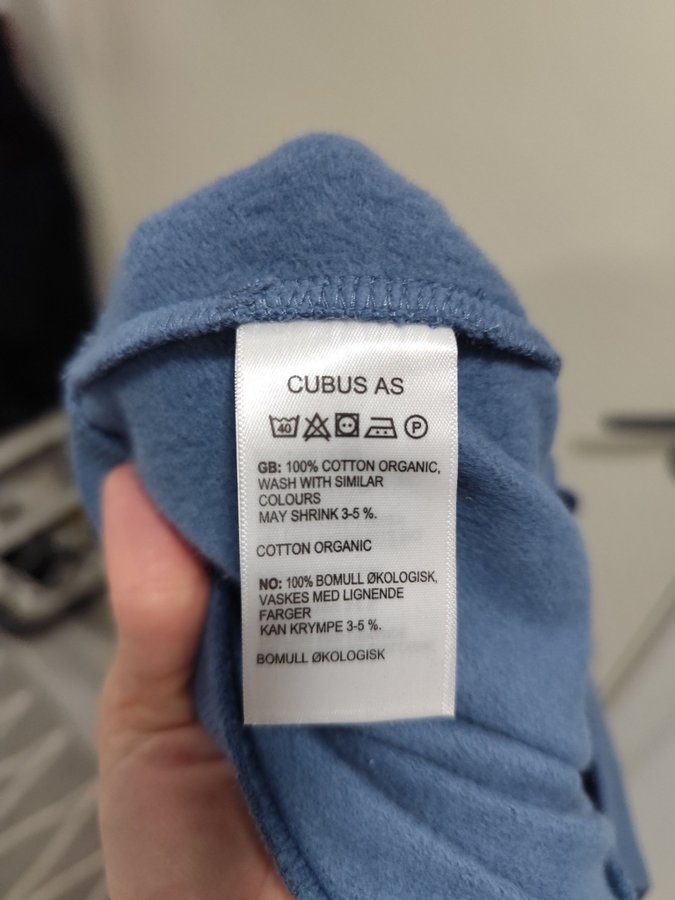 CUBUS AS
40 P
GB: 100% COTTON ORGANIC,
WASH WITH SIMILAR
COLOURS
MAY SHRINK 3-5 %.
COTTON ORGANIC
NO: 100% BOMULL ØKOLOGISK,
VASKES MED LIGNENDE
FARGER
KAN KRYMPE 3-5 %.
BOMULL ØKOLOGISK